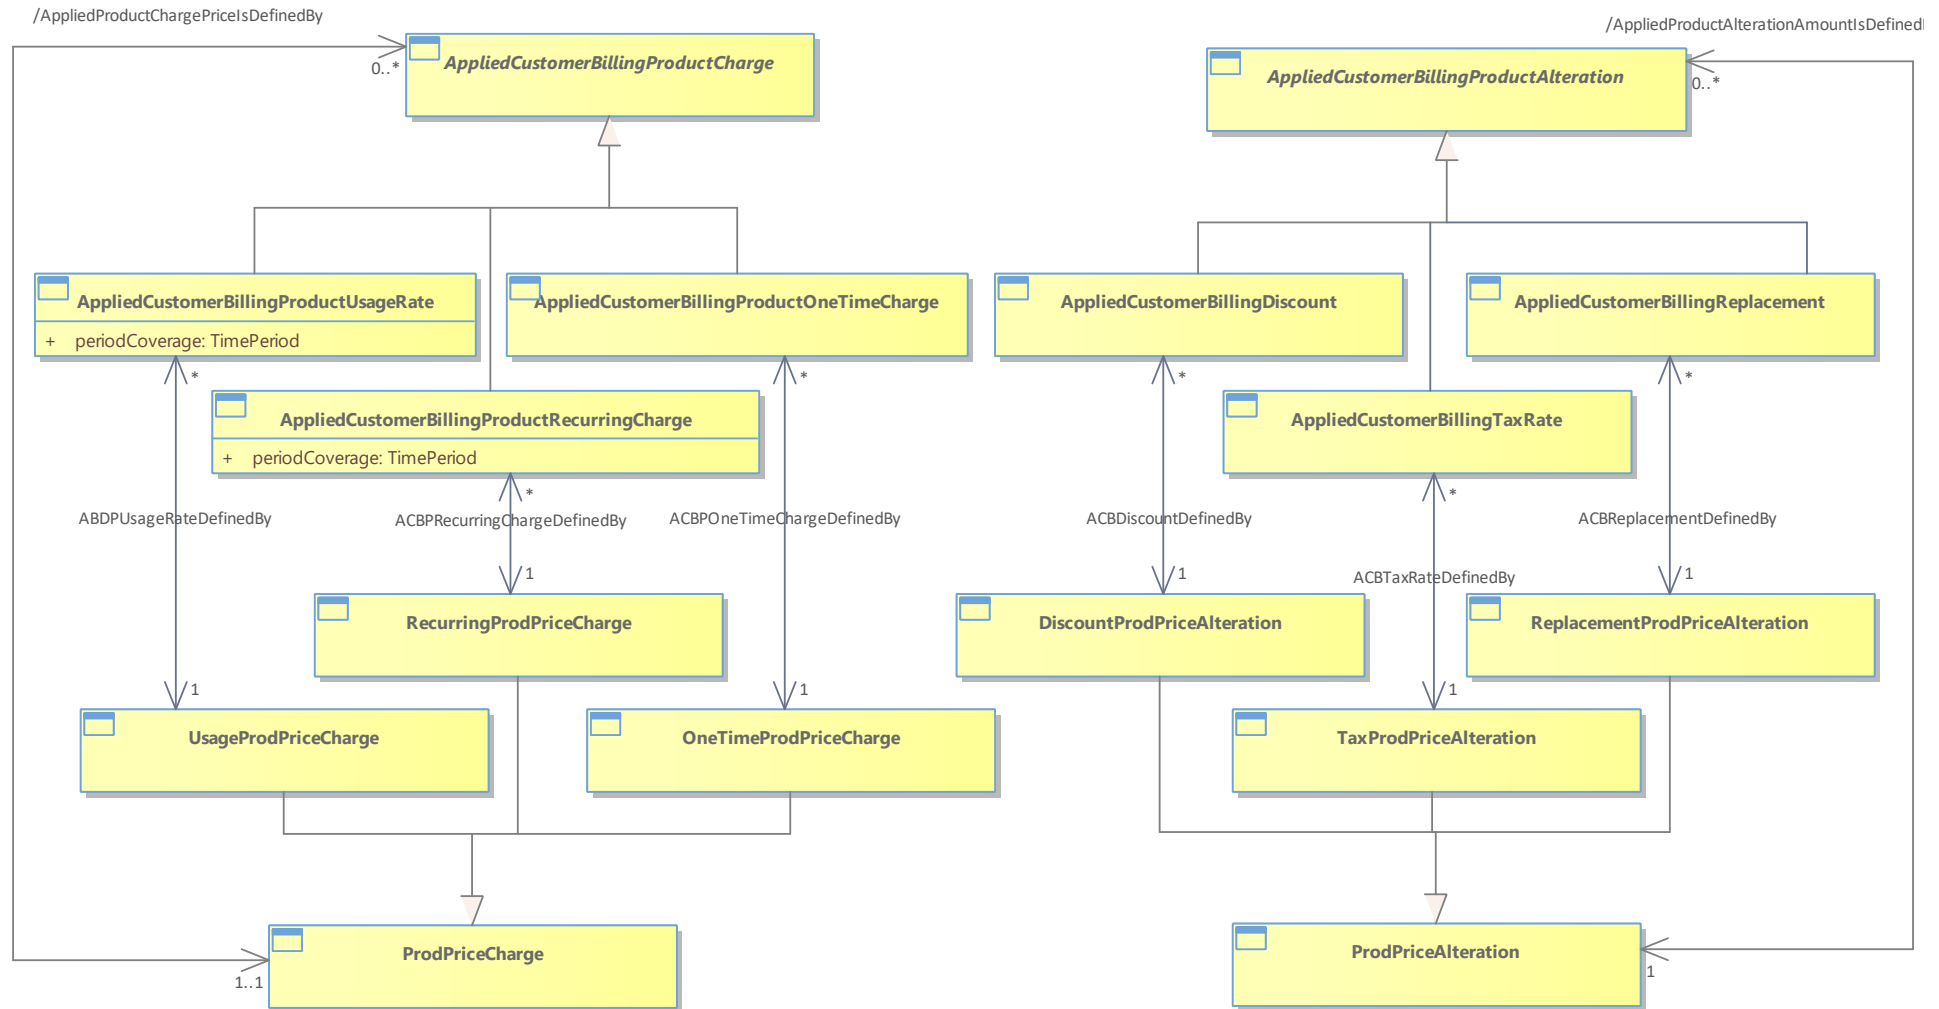 /AppliedProductChargePriceIsDefinedBy
/AppliedProductAlterationAmountIsDefinedI
AppliedCustomerBillingProductCharge
0..*
AppliedCustomerBillingProductAlteration
0..*
AppliedCustomerBillingProductUsageRate
+ periodCoverage: TimePeriod
AppliedCustomerBillingProductOneTimeCharge
AppliedCustomerBillingDiscount
AppliedCustomerBillingReplacement
*
*
*
*
AppliedCustomerBillingProductRecurringCharge
+ periodCoverage: TimePeriod
AppliedCustomerBillingTaxRate
*
*
ABDPUsageRateDefinedBy
ACBPRecurringChargeDefinedBy
ACBPOneTimeChargeDefinedBy
ACBDiscountDefinedBy
ACBReplacementDefinedBy
1
1
1
ACBTaxRateDefinedBy
RecurringProdPriceCharge
DiscountProdPriceAlteration
ReplacementProdPriceAlteration
1
1
1
UsageProdPriceCharge
OneTimeProdPriceCharge
TaxProdPriceAlteration
ProdPriceCharge
1..1
ProdPriceAlteration
1